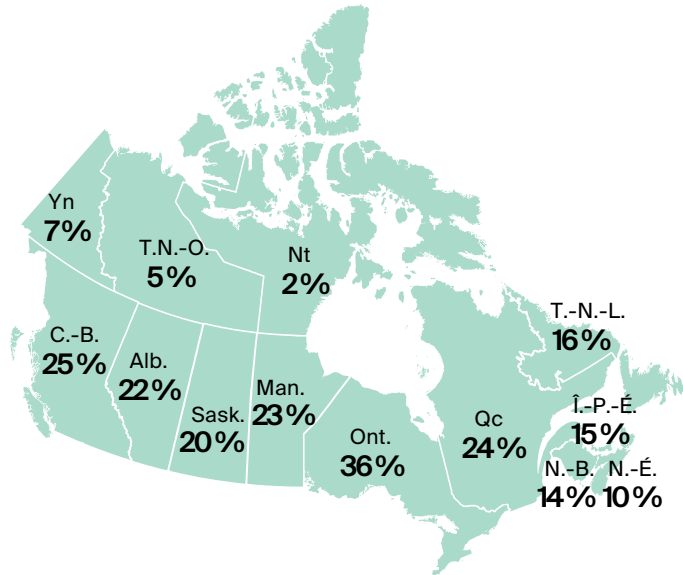 Yn
7%
T.N.-O.
5%
Nt
2%
C.-B.
25%
Alb.
22%
Sask.
20%
Man.
23%
Ont.
36%
Qc
24%
T.-N.-L.
16%
Î.-P.-É.
15%
N.-B.
14%
N.-É.
10%